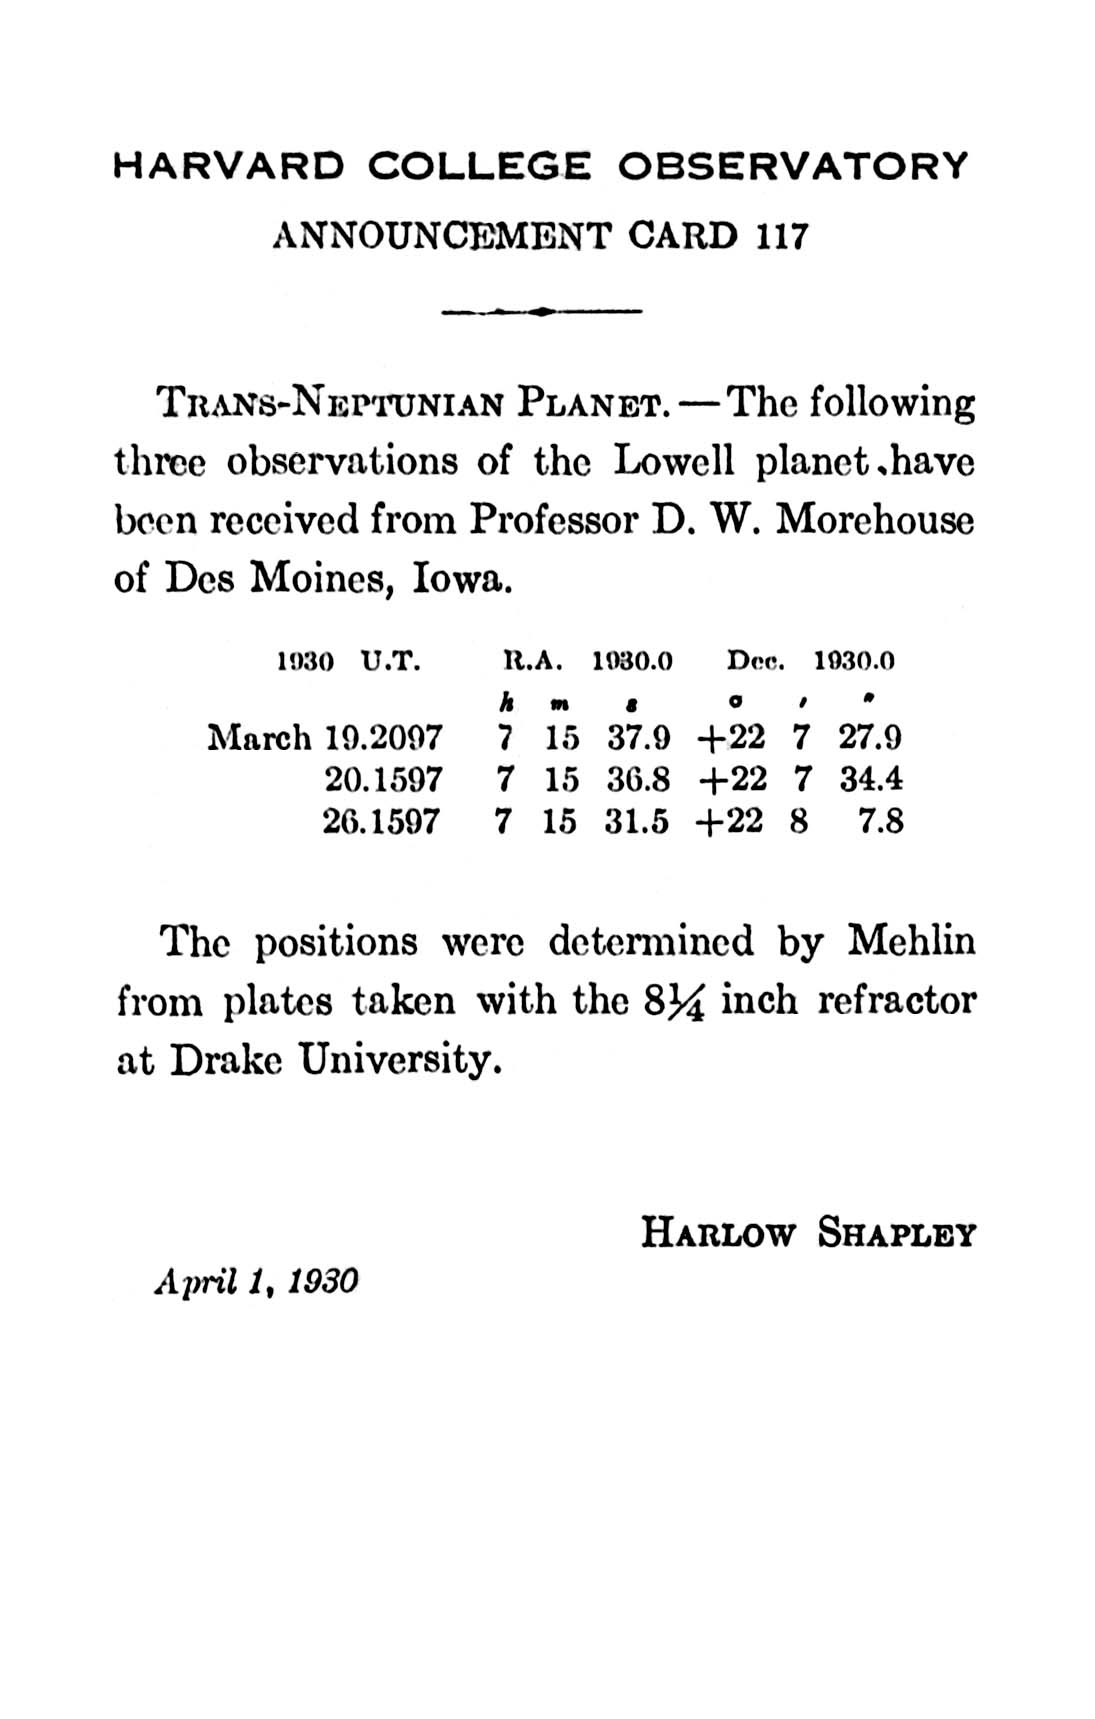 HARVARD COLLEGE OBSERVATORY
ANNOUNCEMENT CARD 117
TRANS-NEPTUNIAN PLANET.—The following
three observations of the Lowell planet have
been received from Professor D. W. Morehouse
of Des Moines, Iowa.
1930 U.T. R.A. 1930.0 Dec. 1930.0
h m s ° ′ ″
March 19.2097 7 15 37.9 +22 7 27.9
20.1597 7 15 36.8 +22 7 34.4
26.1597 7 15 31.5 +22 8 7.8
The positions were determined by Mehlin
from plates taken with the 8¼ inch refractor
at Drake University.
HARLOW SHAPLEY
April 1, 1930